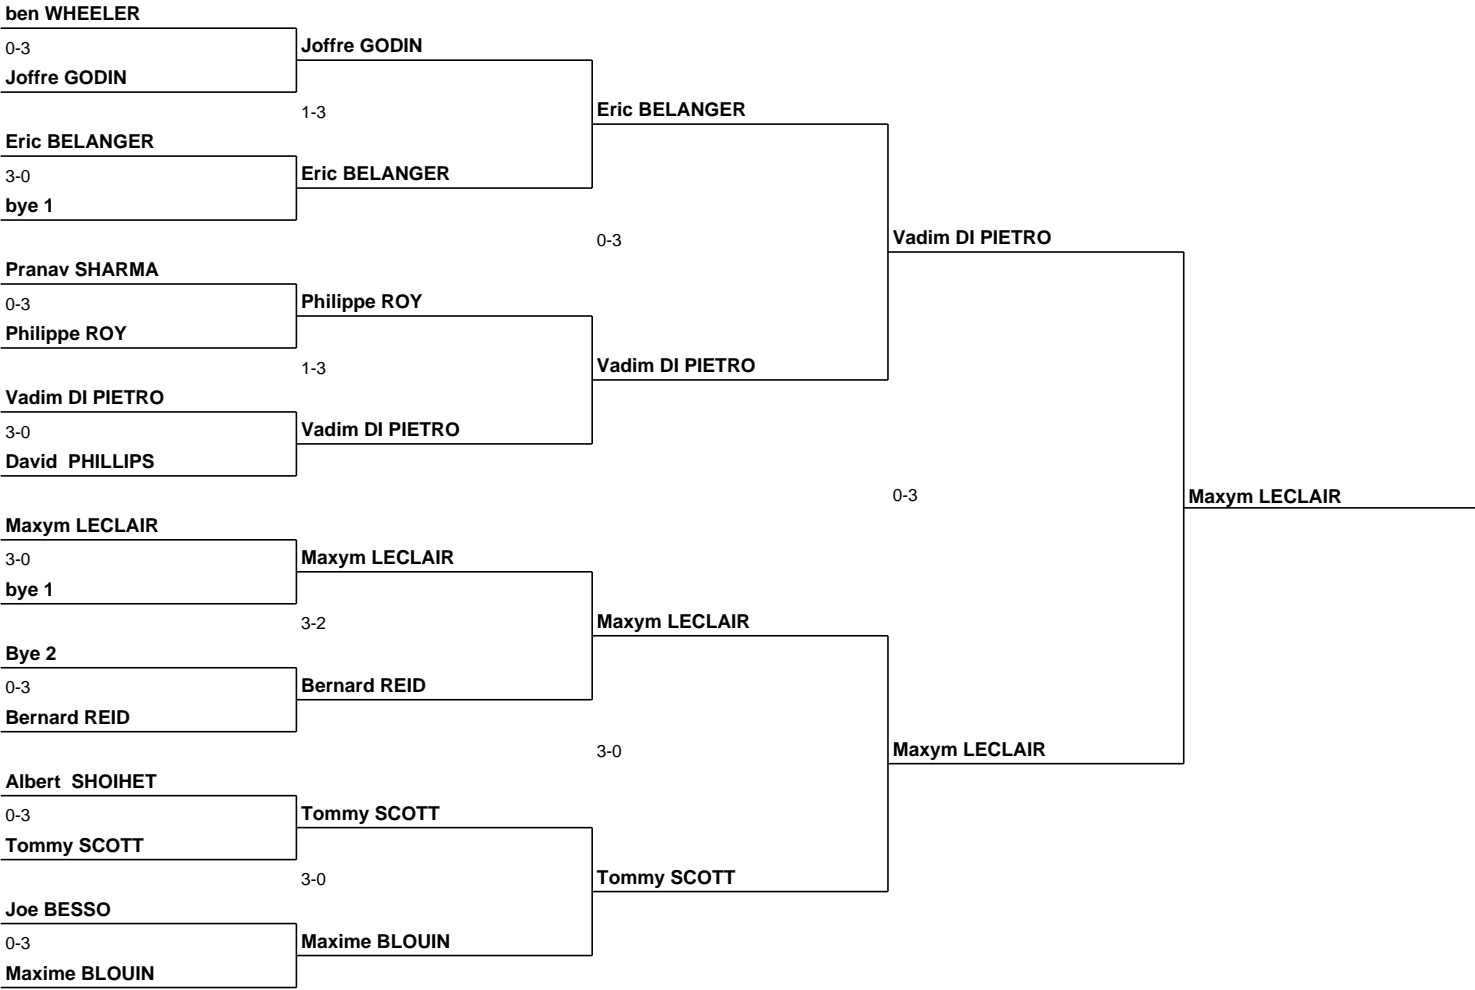 ben WHEELER
0-3
Joffre GODIN
Eric BELANGER
3-0
bye 1
Pranav SHARMA
0-3
Philippe ROY
Vadim DI PIETRO
3-0
David  PHILLIPS
Maxym LECLAIR
3-0
bye 1
Bye 2
0-3
Bernard REID
Albert  SHOIHET
0-3
Tommy SCOTT
Joe BESSO
0-3
Maxime BLOUIN
Joffre GODIN
1-3
Eric BELANGER
Philippe ROY
1-3
Vadim DI PIETRO
Maxym LECLAIR
3-2
Bernard REID
Tommy SCOTT
3-0
Maxime BLOUIN
Eric BELANGER
0-3
Vadim DI PIETRO
Maxym LECLAIR
3-0
Tommy SCOTT
Vadim DI PIETRO
0-3
Maxym LECLAIR
Maxym LECLAIR